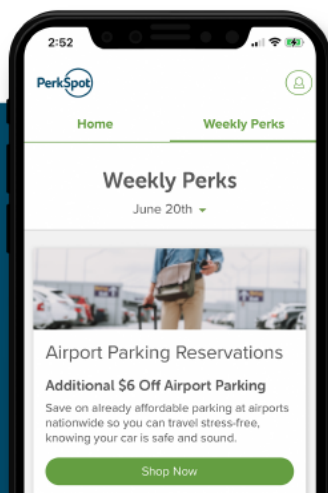 2:52
PerkSpot
Home Weekly Perks
Weekly Perks
June 20th
Airport Parking Reservations
Additional $6 Off Airport Parking
Save on already affordable parking at airports
nationwide so you can travel stress-free,
knowing your car is safe and sound.
Shop Now